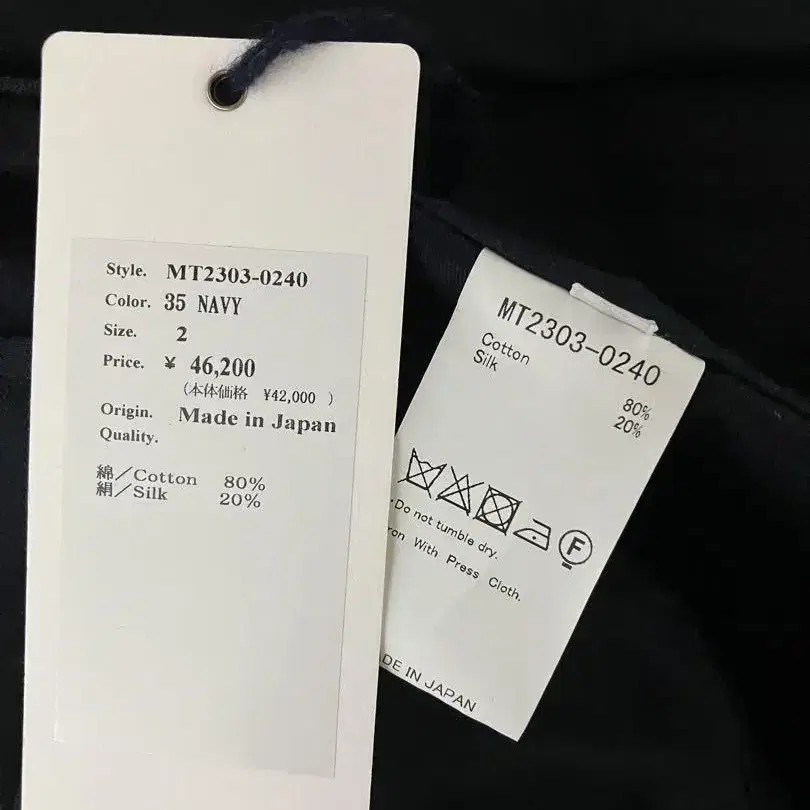 Style. MT2303-0240
Color. 35 NAVY
Size. 2
Price. ¥ 46,200
(本体価格 ¥42,000 )
Origin. Made in Japan
Quality.
綿/Cotton 80%
絹/Silk 20%
MT2303-0240
Cotton 80%
Silk 20%
F
·Do not tumble dry.
ron With Press Cloth.
DE IN JAPAN